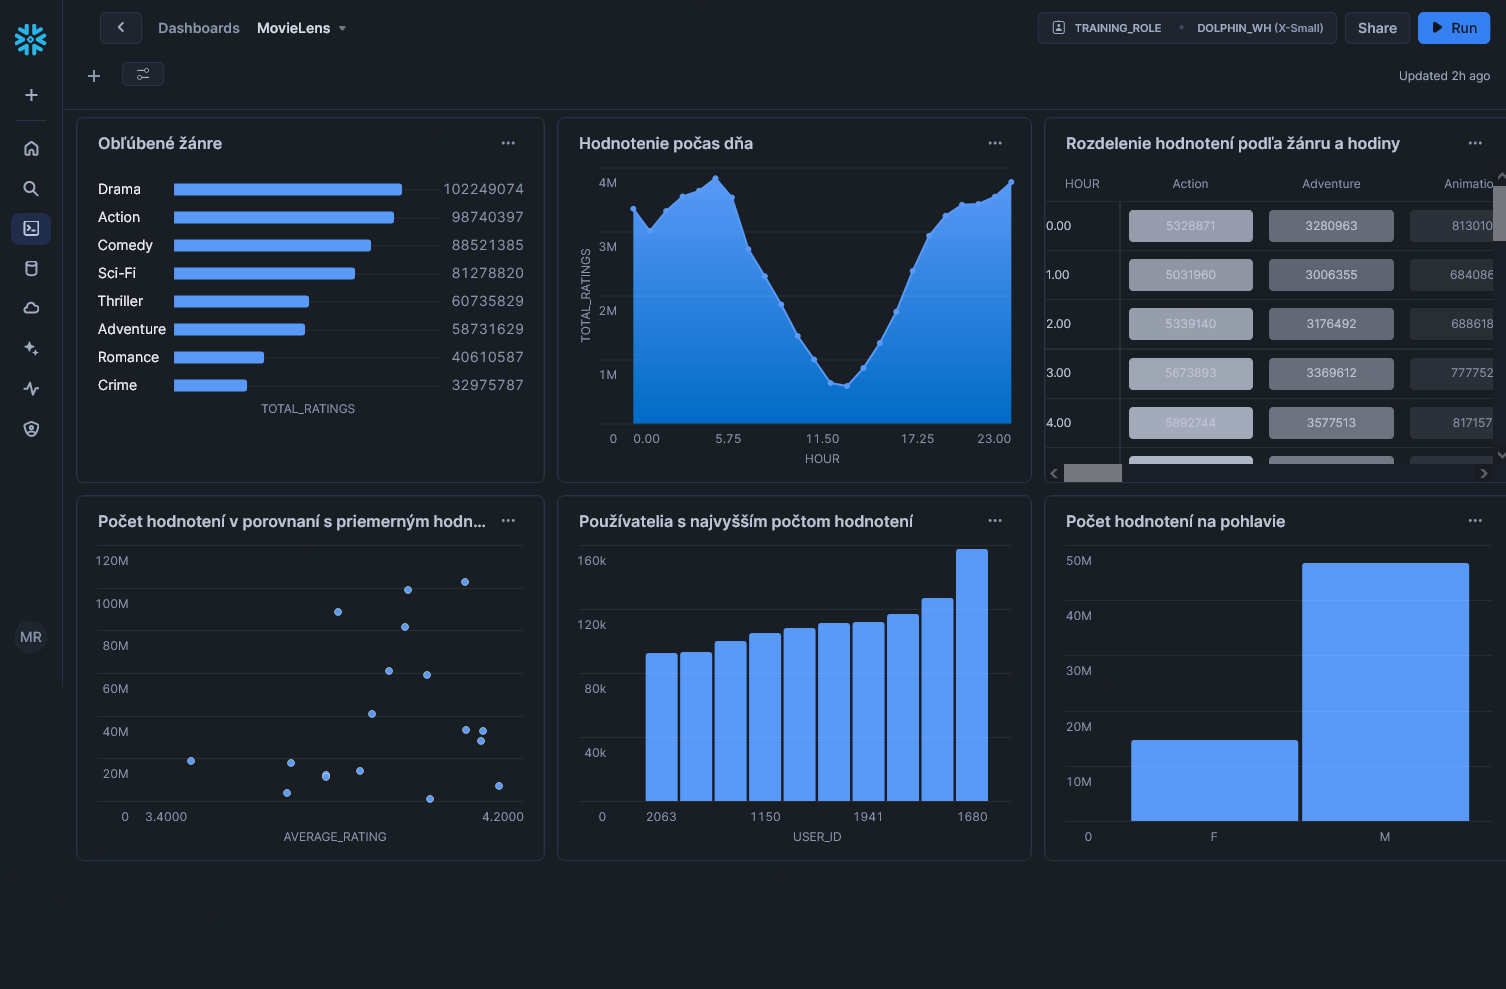 Dashboards MovieLens
TRAINING_ROLE • DOLPHIN_WH (X-Small)
Share
Run
Updated 2h ago
MR
Obľúbené žánre
Drama 102249074
Action 98740397
Comedy 88521385
Sci-Fi 81278820
Thriller 60735829
Adventure 58731629
Romance 40610587
Crime 32975787
TOTAL_RATINGS
Hodnotenie počas dňa
TOTAL_RATINGS
4M
3M
2M
1M
0
0.00 5.75 11.50 17.25 23.00
HOUR
Rozdelenie hodnotení podľa žánru a hodiny
HOUR Action Adventure Animatio
0.00 5328871 3280963 813010
1.00 5031960 3006355 684086
2.00 5339140 3176492 688618
3.00 5673893 3369612 777752
4.00 5892744 3577513 817157
Počet hodnotení v porovnaní s priemerným hodn...
120M
100M
80M
60M
40M
20M
0
3.4000 4.2000
AVERAGE_RATING
Používatelia s najvyšším počtom hodnotení
160k
120k
80k
40k
0
2063 1150 1941 1680
USER_ID
Počet hodnotení na pohlavie
50M
40M
30M
20M
10M
0
F M